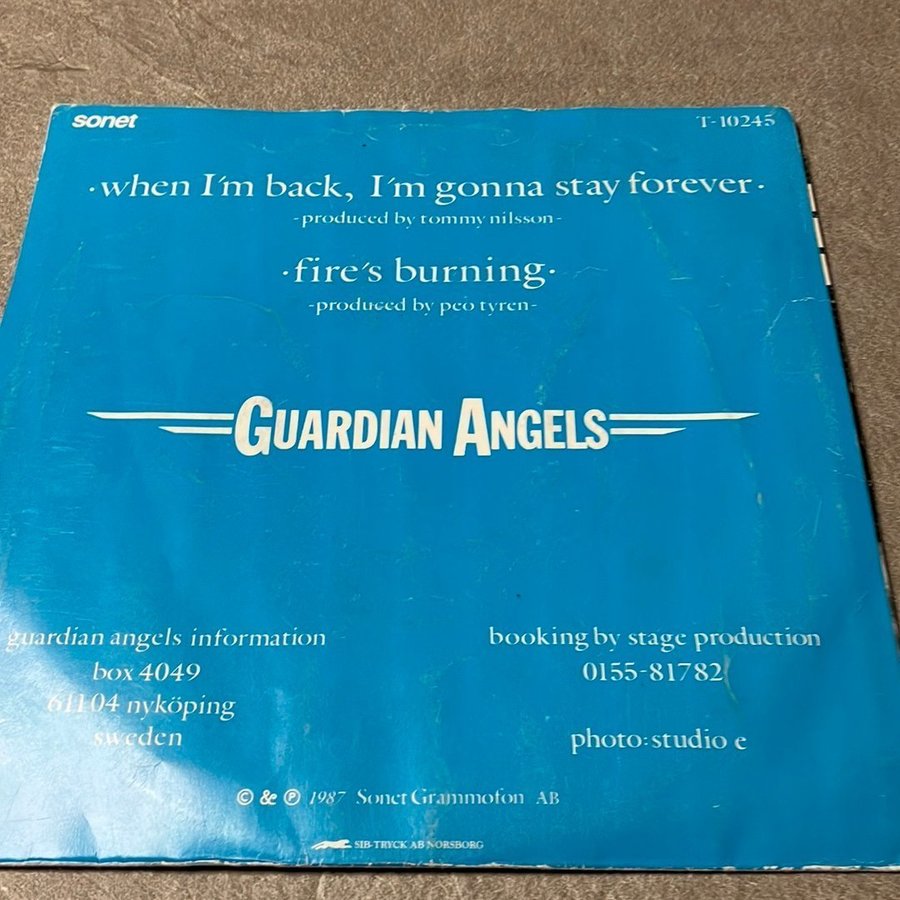 sonet
T-10245
·when I'm back, I'm gonna stay forever·
-produced by tommy nilsson-
·fire's burning·
-produced by peo tyren-
GUARDIAN ANGELS
guardian angels information
box 4049
61104 nyköping
sweden
booking by stage production
0155-81782
photo: studio e
© & ℗ 1987 Sonet Grammofon AB
SIB-TRYCK AB NORSBORG